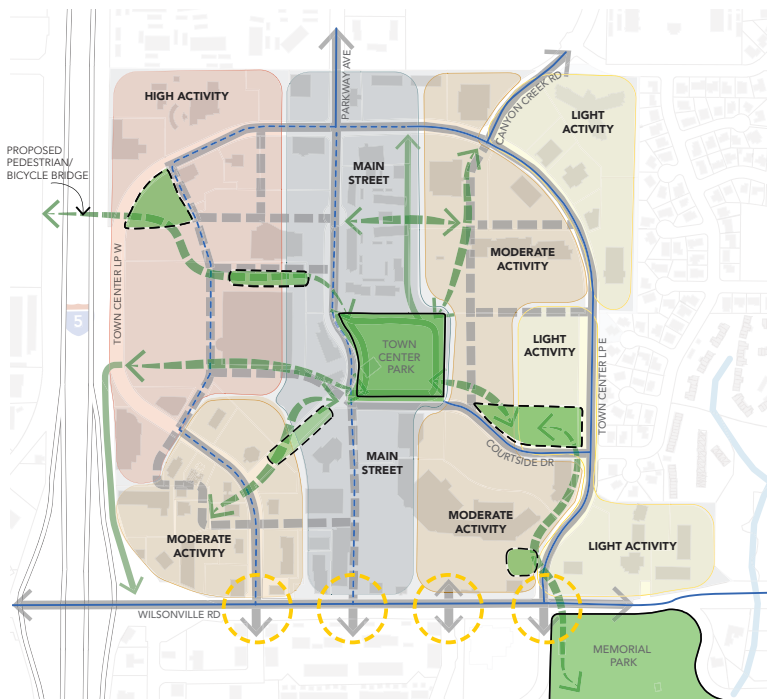 HIGH ACTIVITY
PARKWAY AVE
CANYON CREEK RD
LIGHT
ACTIVITY
PROPOSED
PEDESTRIAN/
BICYCLE BRIDGE
MAIN
STREET
TOWN CENTER LP W
MODERATE
ACTIVITY
5
TOWN
CENTER
PARK
LIGHT
ACTIVITY
TOWN CENTER LP E
MAIN
STREET
COURTSIDE DR
MODERATE
ACTIVITY
MODERATE
ACTIVITY
LIGHT ACTIVITY
WILSONVILLE RD
MEMORIAL
PARK